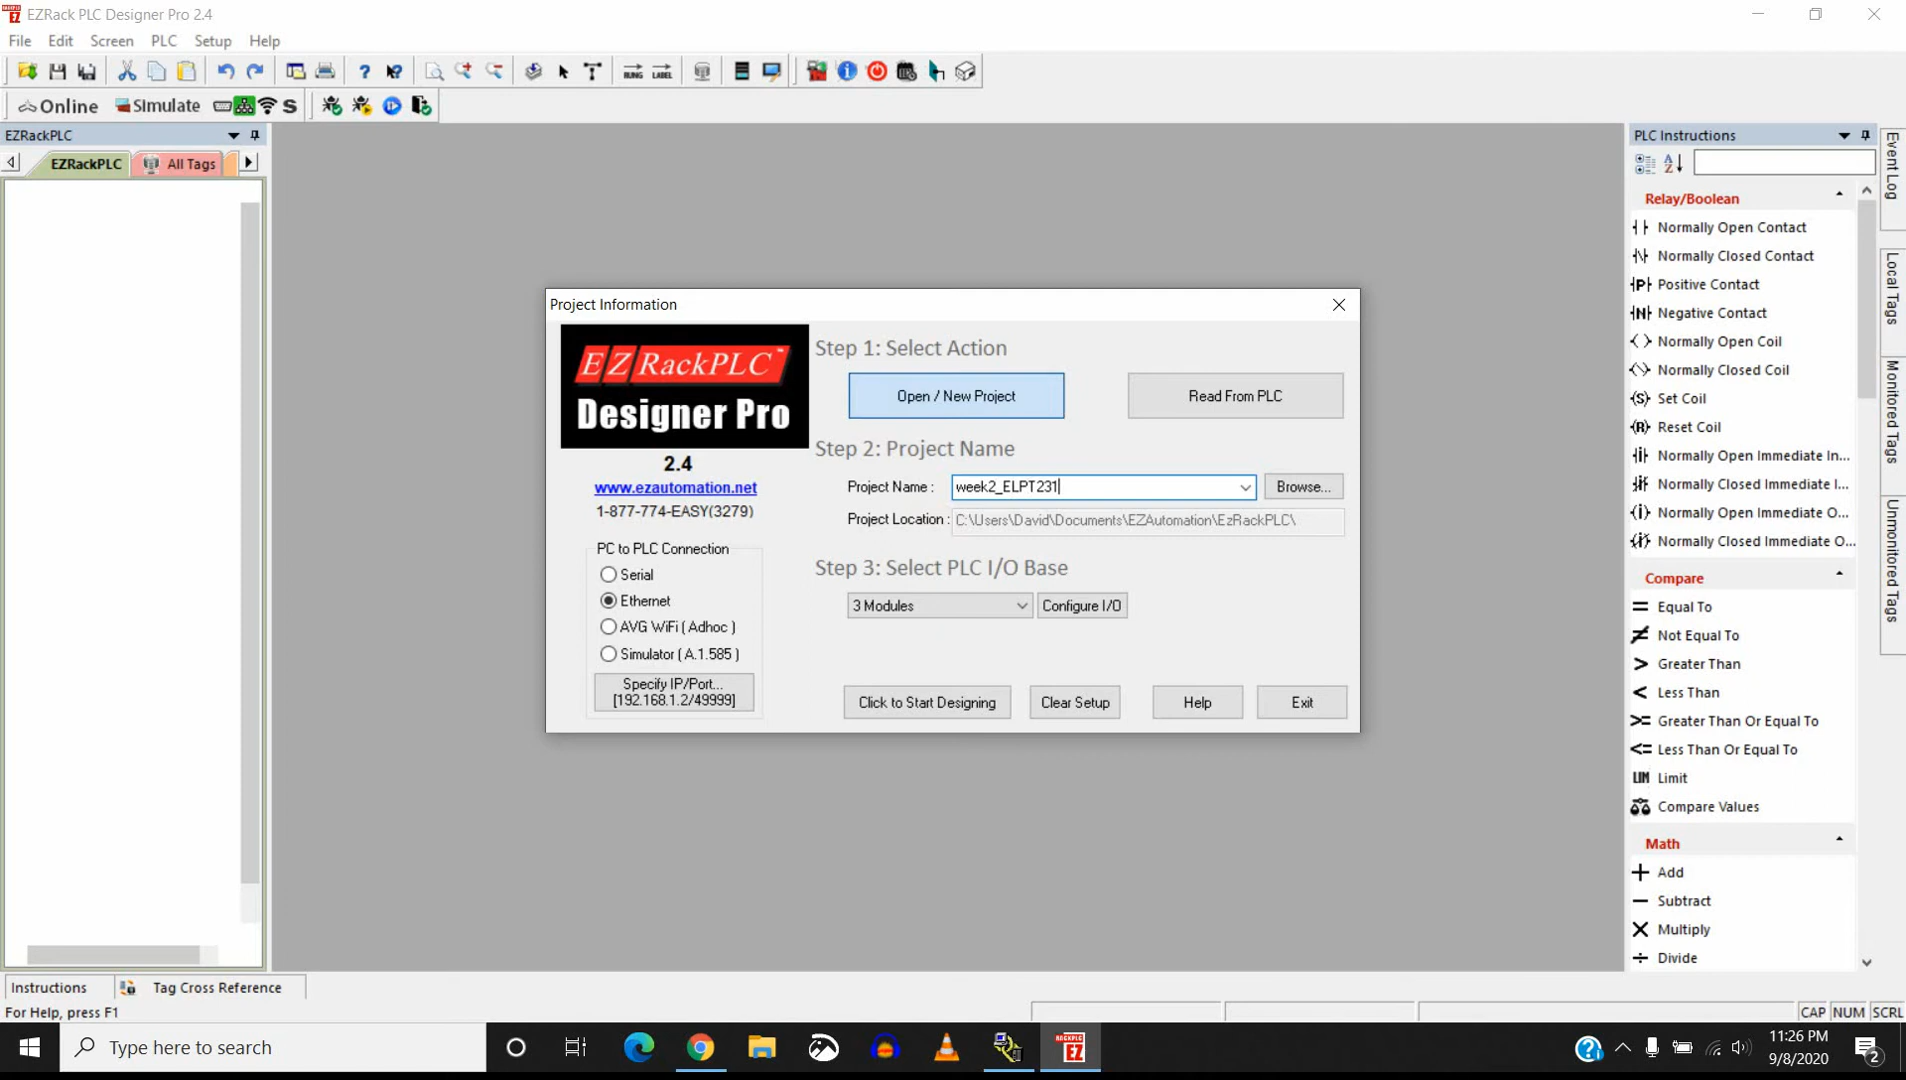 EZRack PLC Designer Pro 2.4
File Edit Screen PLC Setup Help
RUNG LABEL
Online Simulate S
EZRackPLC
EZRackPLC All Tags
Project Information
EZRackPLC™
Designer Pro
2.4
www.ezautomation.net
1-877-774-EASY(3279)
PC to PLC Connection
Serial
Ethernet
AVG WiFi ( Adhoc )
Simulator ( A.1.585 )
Specify IP/Port...
[192.168.1.2/49999]
Step 1: Select Action
Open / New Project Read From PLC
Step 2: Project Name
Project Name : week2_ELPT231 Browse...
Project Location : C:\Users\David\Documents\EZAutomation\EzRackPLC\
Step 3: Select PLC I/O Base
3 Modules Configure I/O
Click to Start Designing Clear Setup Help Exit
PLC Instructions
Relay/Boolean
Normally Open Contact
Normally Closed Contact
Positive Contact
Negative Contact
Normally Open Coil
Normally Closed Coil
Set Coil
Reset Coil
Normally Open Immediate In...
Normally Closed Immediate I...
Normally Open Immediate O...
Normally Closed Immediate O...
Compare
Equal To
Not Equal To
Greater Than
Less Than
Greater Than Or Equal To
Less Than Or Equal To
Limit
Compare Values
Math
Add
Subtract
Multiply
Divide
Event Log
Local Tags
Monitored Tags
Unmonitored Tags
Instructions Tag Cross Reference
For Help, press F1
CAP NUM SCRL
Type here to search
11:26 PM
9/8/2020
2